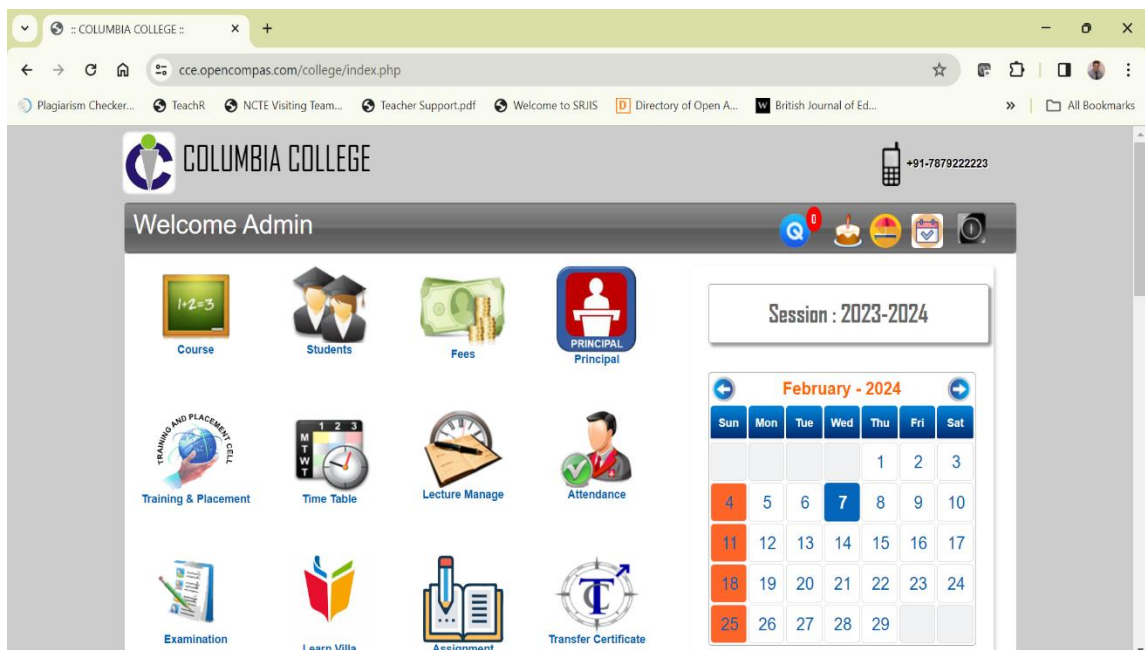 :: COLUMBIA COLLEGE ::
cce.opencompas.com/college/index.php
Plagiarism Checker... TeachR NCTE Visiting Team... Teacher Support.pdf Welcome to SRJIS D Directory of Open A... W British Journal of Ed... » All Bookmarks
COLUMBIA COLLEGE
+91-7879222223
Welcome Admin
Q 0
1+2=3
PRINCIPAL
Course Students Fees Principal
Session : 2023-2024
February - 2024
Sun Mon Tue Wed Thu Fri Sat
1 2 3
4 5 6 7 8 9 10
11 12 13 14 15 16 17
18 19 20 21 22 23 24
25 26 27 28 29
TRAINING AND PLACEMENT CELL
1 2 3
M
T
W
T
Training & Placement Time Table Lecture Manage Attendance
TC
Examination Learn Villa Assignment Transfer Certificate